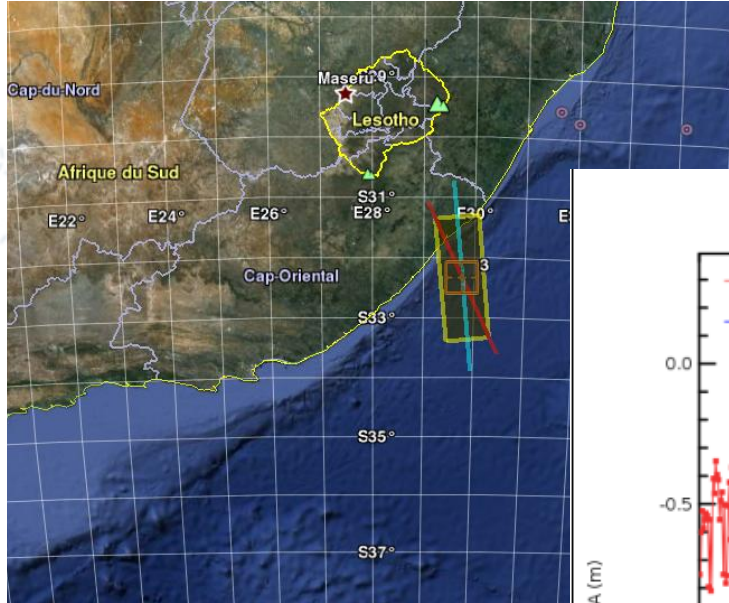 Maseru
S29°
Cap-du-Nord
Lesotho
Afrique du Sud
S31°
E22°
E24°
E26°
E28°
E30°
Cap-Oriental
3
S33°
S35°
S37°
0.0
-0.5
A (m)